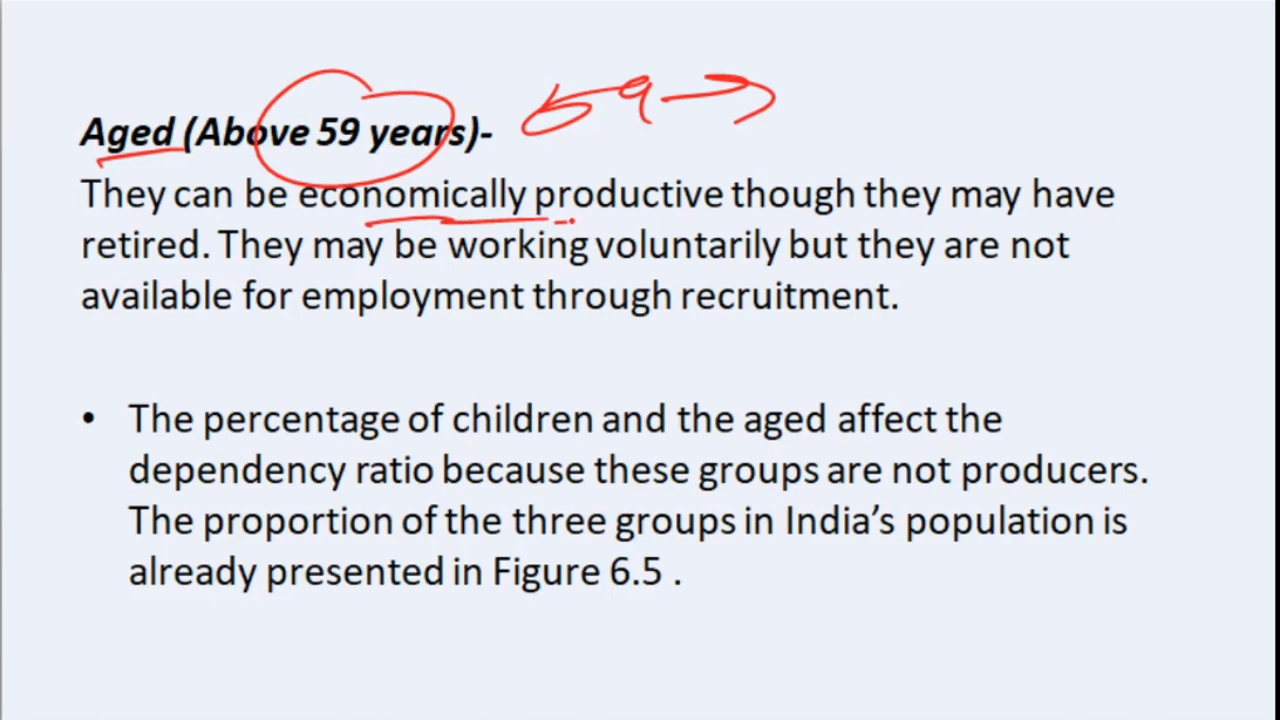 Aged (Above 59 years)- 59
They can be economically productive though they may have
retired. They may be working voluntarily but they are not
available for employment through recruitment.
• The percentage of children and the aged affect the
dependency ratio because these groups are not producers.
The proportion of the three groups in India’s population is
already presented in Figure 6.5 .